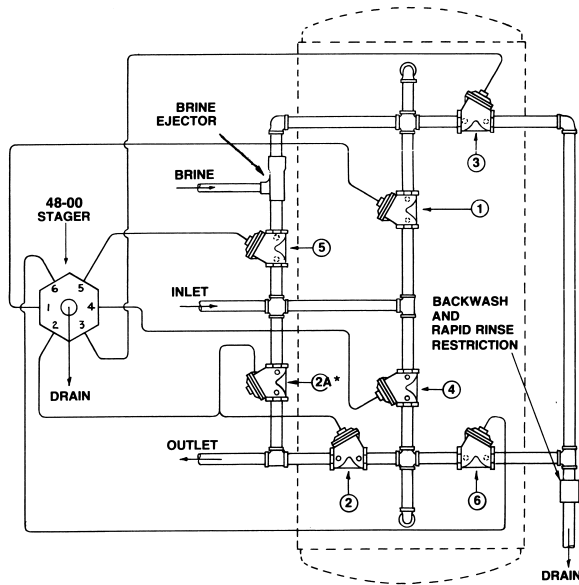 BRINE
EJECTOR
3
BRINE
48-00
STAGER
1
6 5
1 4
2 3
5
INLET
BACKWASH
AND
RAPID RINSE
RESTRICTION
DRAIN
2A*
4
OUTLET
2
6
DRAIN